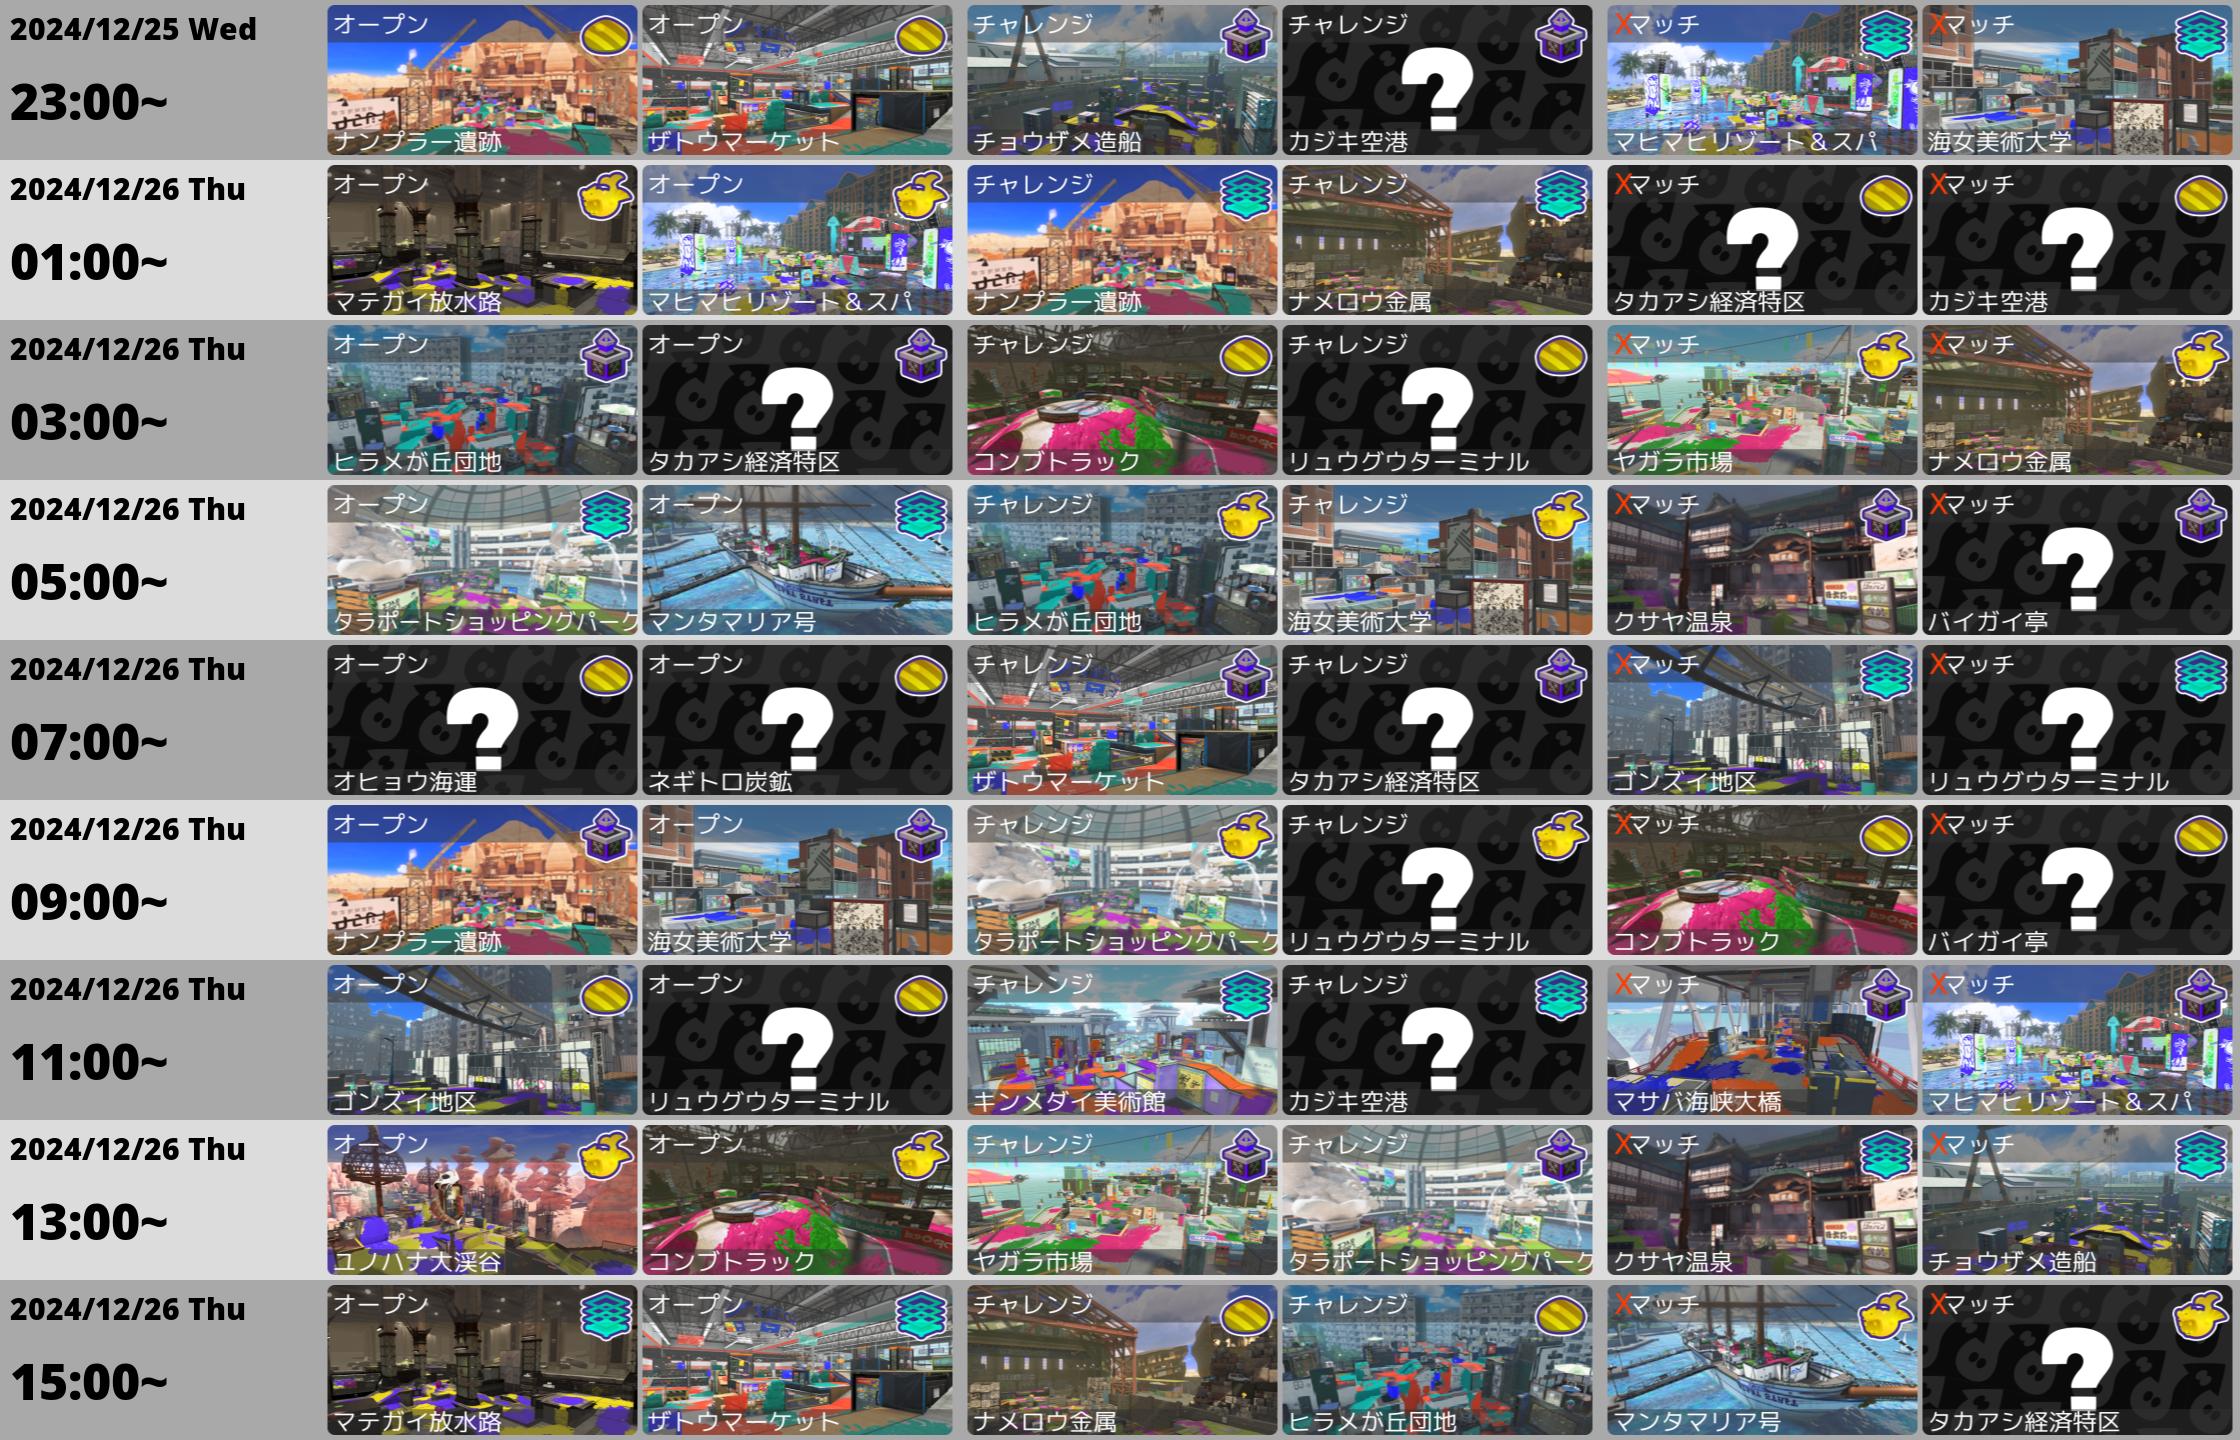 2024/12/25 Wed
23:00~
オープン
ナンプラー遺跡
オープン
ザトウマーケット
チャレンジ
チョウザメ造船
チャレンジ
カジキ空港
Xマッチ
マヒマヒリゾート＆スパ
Xマッチ
海女美術大学
2024/12/26 Thu
01:00~
オープン
マテガイ放水路
オープン
マヒマヒリゾート＆スパ
チャレンジ
ナンプラー遺跡
チャレンジ
ナメロウ金属
Xマッチ
?
タカアシ経済特区
Xマッチ
?
カジキ空港
2024/12/26 Thu
03:00~
オープン
ヒラメが丘団地
オープン
?
タカアシ経済特区
チャレンジ
コンブトラック
チャレンジ
?
リュウグウターミナル
Xマッチ
ヤガラ市場
Xマッチ
ナメロウ金属
2024/12/26 Thu
05:00~
オープン
タラポートショッピングパーク
オープン
マンタマリア号
チャレンジ
ヒラメが丘団地
チャレンジ
海女美術大学
Xマッチ
クサヤ温泉
Xマッチ
?
バイガイ亭
2024/12/26 Thu
07:00~
オープン
?
オヒョウ海運
オープン
?
ネギトロ炭鉱
チャレンジ
ザトウマーケット
チャレンジ
?
タカアシ経済特区
Xマッチ
ゴンズイ地区
Xマッチ
?
リュウグウターミナル
2024/12/26 Thu
09:00~
オープン
ナンプラー遺跡
オープン
海女美術大学
チャレンジ
タラポートショッピングパーク
チャレンジ
?
リュウグウターミナル
Xマッチ
コンブトラック
Xマッチ
?
バイガイ亭
2024/12/26 Thu
11:00~
オープン
ゴンズイ地区
オープン
?
リュウグウターミナル
チャレンジ
キンメダイ美術館
チャレンジ
?
カジキ空港
Xマッチ
マサバ海峡大橋
Xマッチ
マヒマヒリゾート＆スパ
2024/12/26 Thu
13:00~
オープン
ユノハナ大渓谷
オープン
コンブトラック
チャレンジ
ヤガラ市場
チャレンジ
タラポートショッピングパーク
Xマッチ
クサヤ温泉
Xマッチ
チョウザメ造船
2024/12/26 Thu
15:00~
オープン
マテガイ放水路
オープン
ザトウマーケット
チャレンジ
ナメロウ金属
チャレンジ
ヒラメが丘団地
Xマッチ
マンタマリア号
Xマッチ
?
タカアシ経済特区